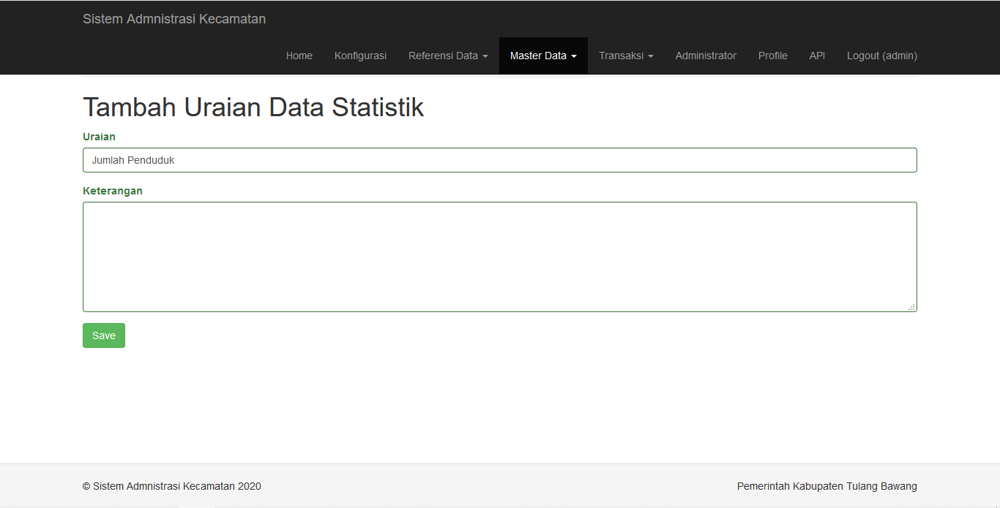 Sistem Admnistrasi Kecamatan
Home Konfigurasi Referensi Data Master Data Transaksi Administrator Profile API Logout (admin)
Tambah Uraian Data Statistik
Uraian
Jumlah Penduduk
Keterangan
Save
© Sistem Admnistrasi Kecamatan 2020 Pemerintah Kabupaten Tulang Bawang